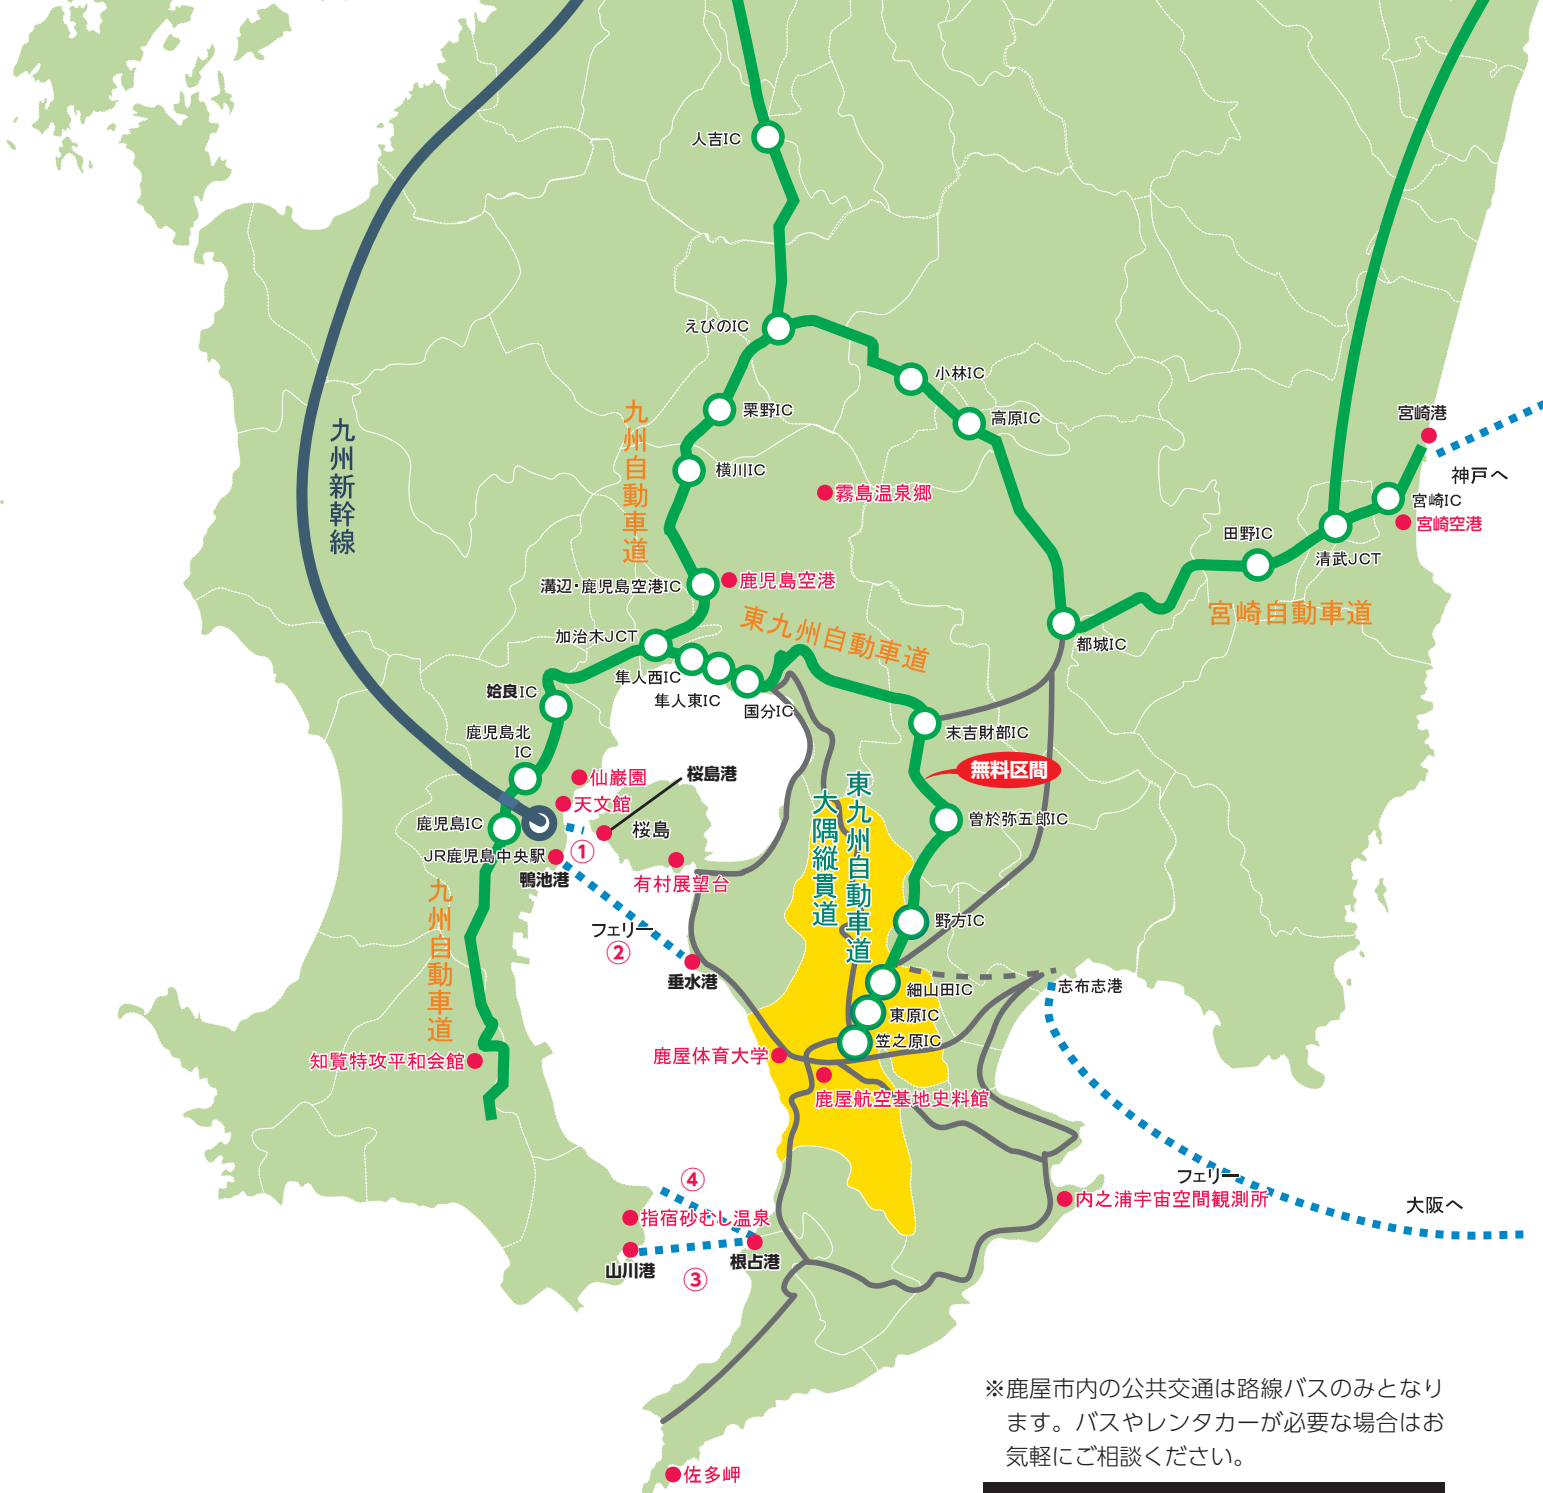 人吉IC
えびのIC
小林IC
高原IC
栗野IC
横川IC
九州自動車道
九州新幹線
霧島温泉郷
宮崎港
神戸へ
宮崎IC
宮崎空港
田野IC
清武JCT
宮崎自動車道
都城IC
溝辺・鹿児島空港IC
鹿児島空港
東九州自動車道
加治木JCT
隼人西IC
隼人東IC
国分IC
姶良IC
鹿児島北
IC
末吉財部IC
無料区間
仙巌園
桜島港
天文館
桜島
鹿児島IC
JR鹿児島中央駅
①
鴨池港
有村展望台
東九州自動車道
大隅縦貫道
曽於弥五郎IC
九州自動車道
フェリー
②
垂水港
野方IC
細山田IC
東原IC
笠之原IC
志布志港
知覧特攻平和会館
鹿屋体育大学
鹿屋航空基地史料館
④
指宿砂むし温泉
山川港
③
根占港
内之浦宇宙空間観測所
フェリー
大阪へ
佐多岬
※鹿屋市内の公共交通は路線バスのみとなり
ます。バスやレンタカーが必要な場合はお
気軽にご相談ください。